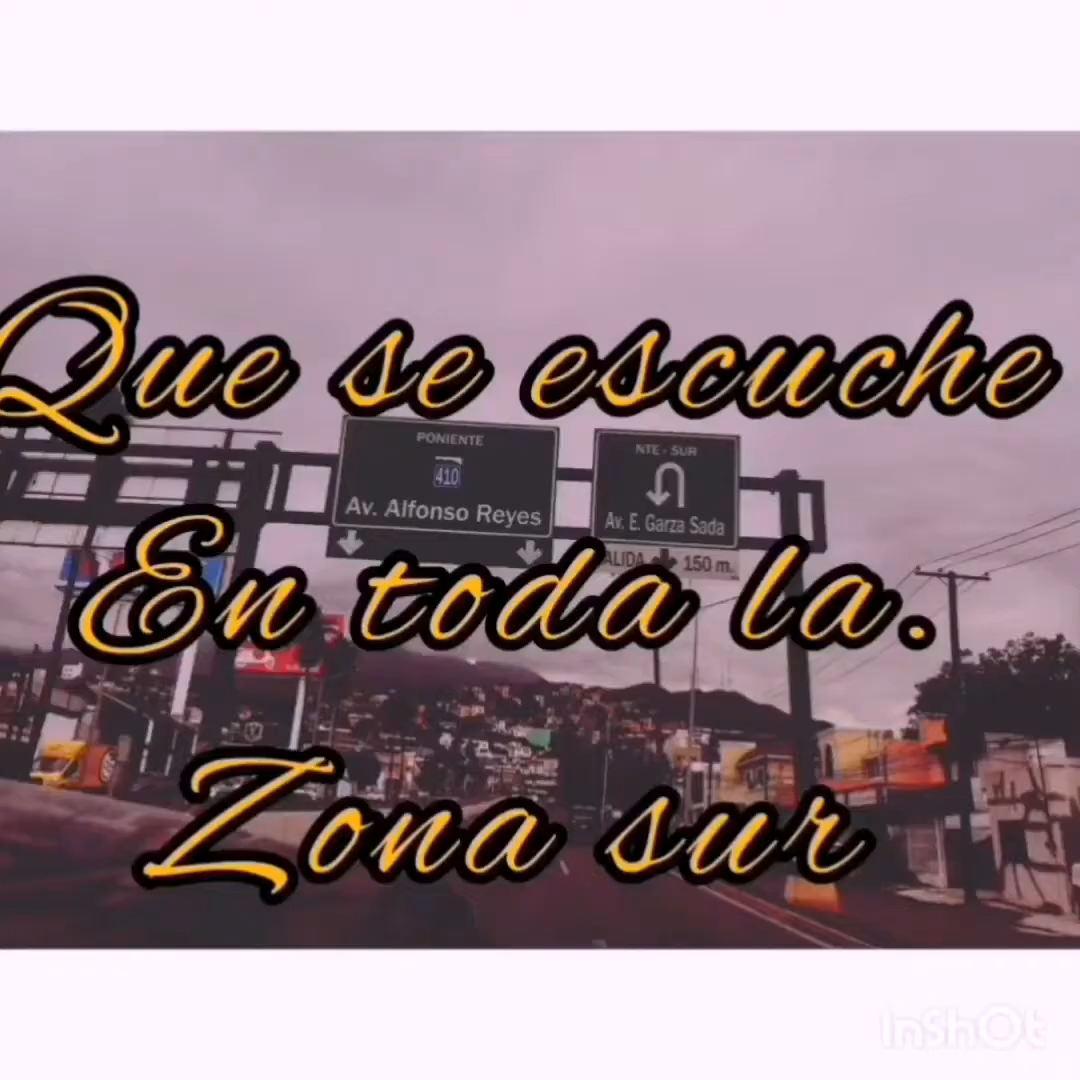 Que se escuche
PONIENTE
410
Av. Alfonso Reyes
NTE - SUR
Av. E. Garza Sada
ALIDA 150 m.
En toda la.
Zona sur
InShOt